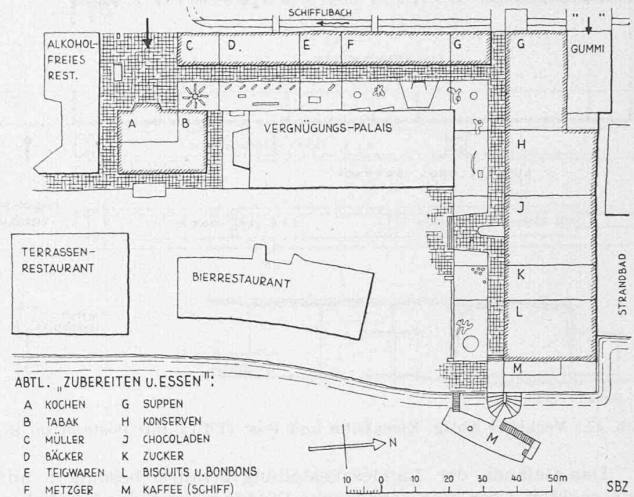 SCHIFFLIBACH
" "
ALKOHOL-
FREIES
REST.
C D. E F G G
GUMMI
A B
VERGNÜGUNGS-PALAIS
H
J
TERRASSEN-
RESTAURANT
BIERRESTAURANT
K
L
STRANDBAD
M
M
ABTL. „ZUBEREITEN U. ESSEN":
A KOCHEN G SUPPEN
B TABAK H KONSERVEN
C MÜLLER J CHOCOLADEN
D BÄCKER K ZUCKER
E TEIGWAREN L BISCUITS U. BONBONS
F METZGER M KAFFEE (SCHIFF)
N
10 0 10 20 30 40 50 m
SBZ